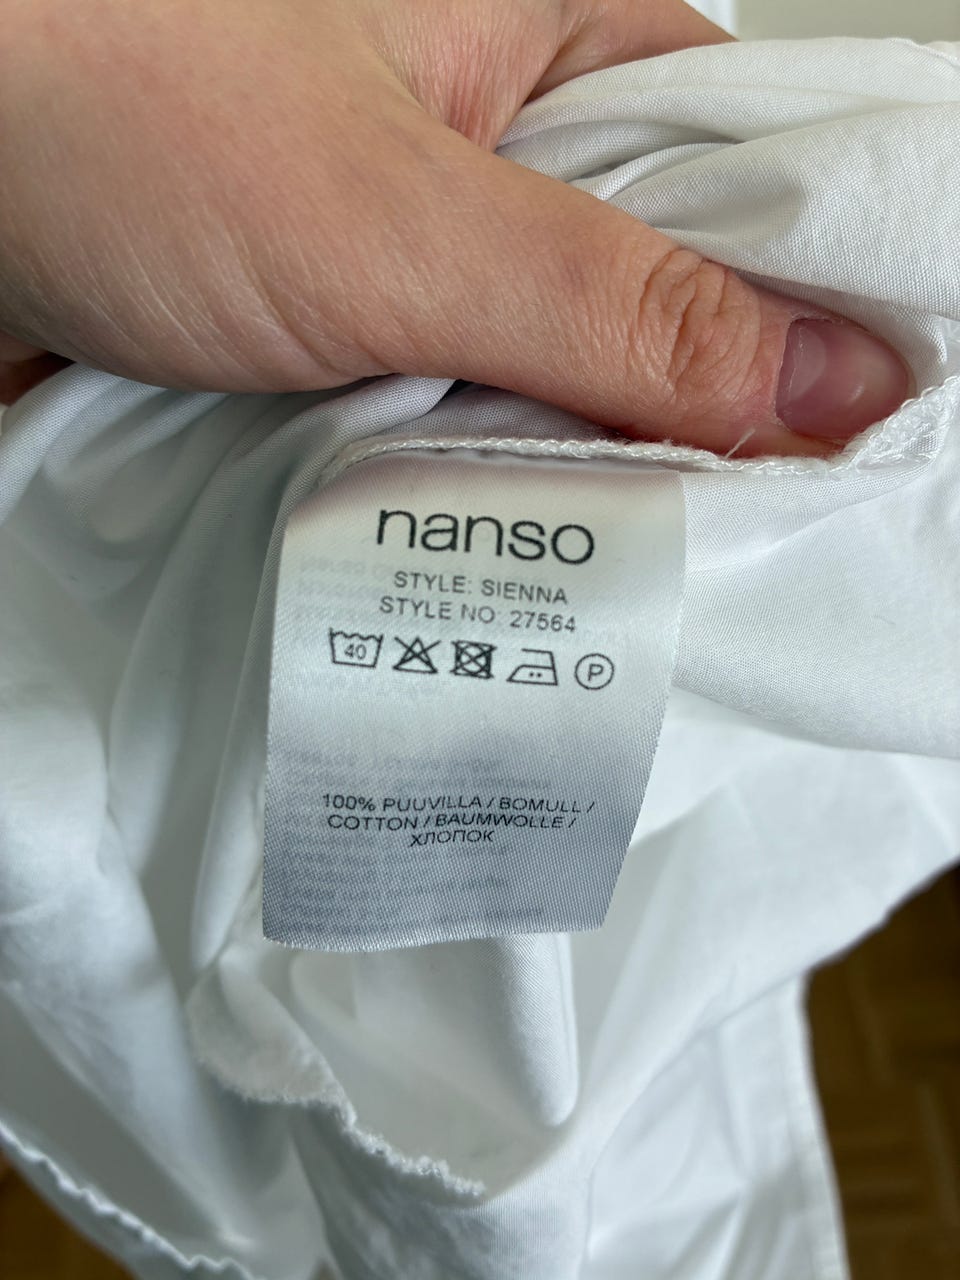 nanso
STYLE: SIENNA
STYLE NO: 27564
40 P
100% PUUVILLA / BOMULL /
COTTON / BAUMWOLLE /
ХЛОПОК